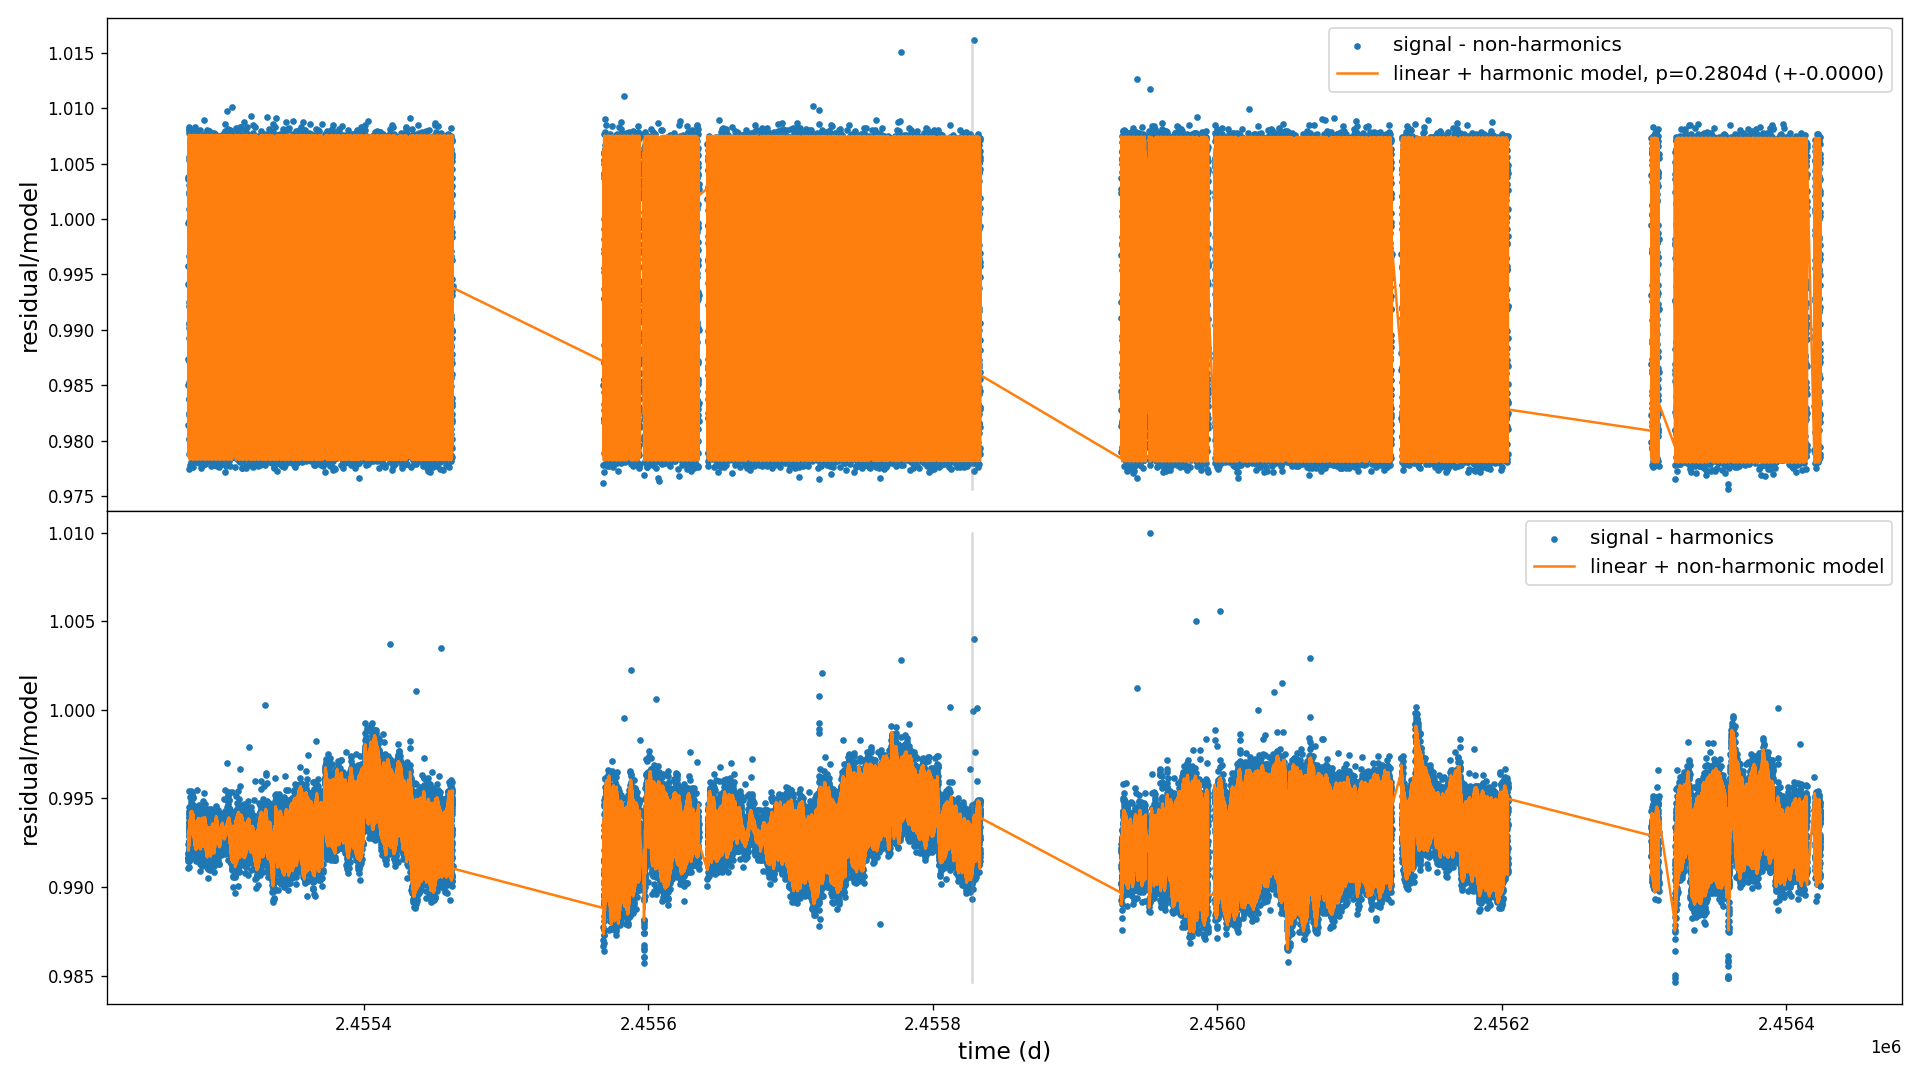 1.015
1.010
1.005
1.000
0.995
0.990
0.985
0.980
0.975
residual/model
signal - non-harmonics
linear + harmonic model, p=0.2804d (+-0.0000)
1.010
1.005
1.000
0.995
0.990
0.985
residual/model
signal - harmonics
linear + non-harmonic model
2.4554 2.4556 2.4558 2.4560 2.4562 2.4564
1e6
time (d)